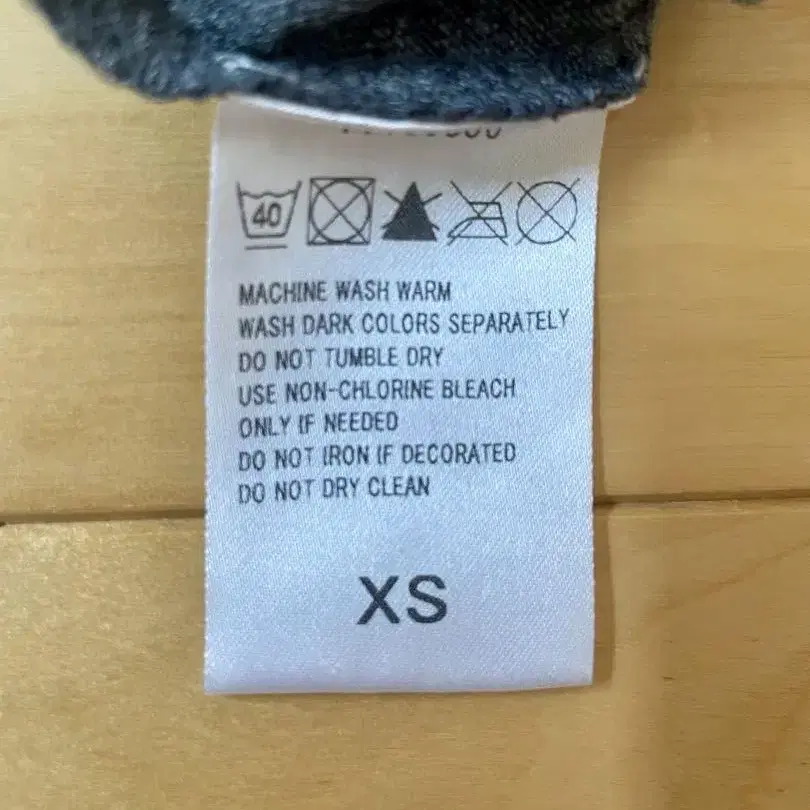 40
MACHINE WASH WARM
WASH DARK COLORS SEPARATELY
DO NOT TUMBLE DRY
USE NON-CHLORINE BLEACH
ONLY IF NEEDED
DO NOT IRON IF DECORATED
DO NOT DRY CLEAN
XS